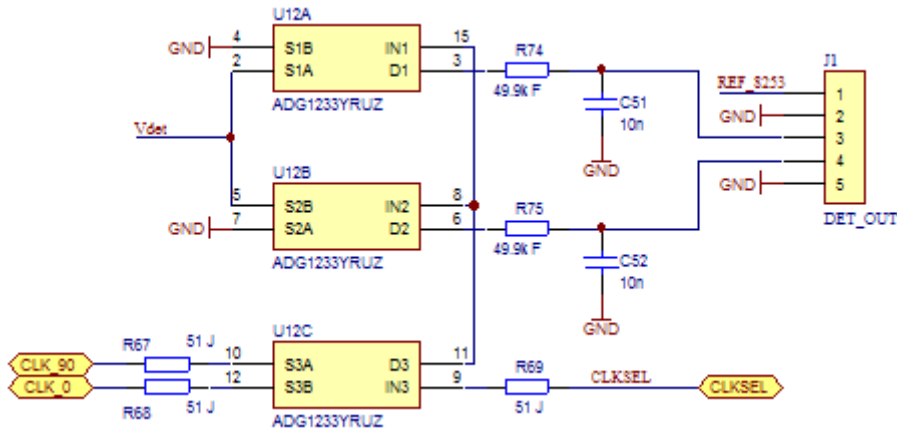 U12A
4 S1B IN1 15
GND
2 S1A D1 3
ADG1233YRUZ
R74
49.9k F
C51
10n
GND
J1
REF_S253 1
GND 2
3
4
GND 5
DET_OUT
Vdet
U12B
5 S2B IN2 8
GND 7 S2A D2 6
ADG1233YRUZ
R75
49.9k F
C52
10n
GND
U12C
R67 51 J
CLK_90 10 S3A D3 11
CLK_0 12 S3B IN3 9
R68 51 J
ADG1233YRUZ
R69
51 J
CLKSEL
CLKSEL